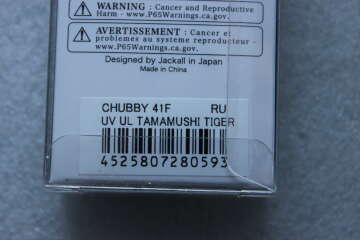 WARNING : Cancer and Reproductive
Harm - www.P65Warnings.ca.gov.
AVERTISSEMENT : Cancer et
problèmes au système reproducteur -
www.P65Warnings.ca.gov.
Designed by Jackall in Japan
Made in China
CHUBBY 41F RU
UV UL TAMAMUSHI TIGER
4525807280593